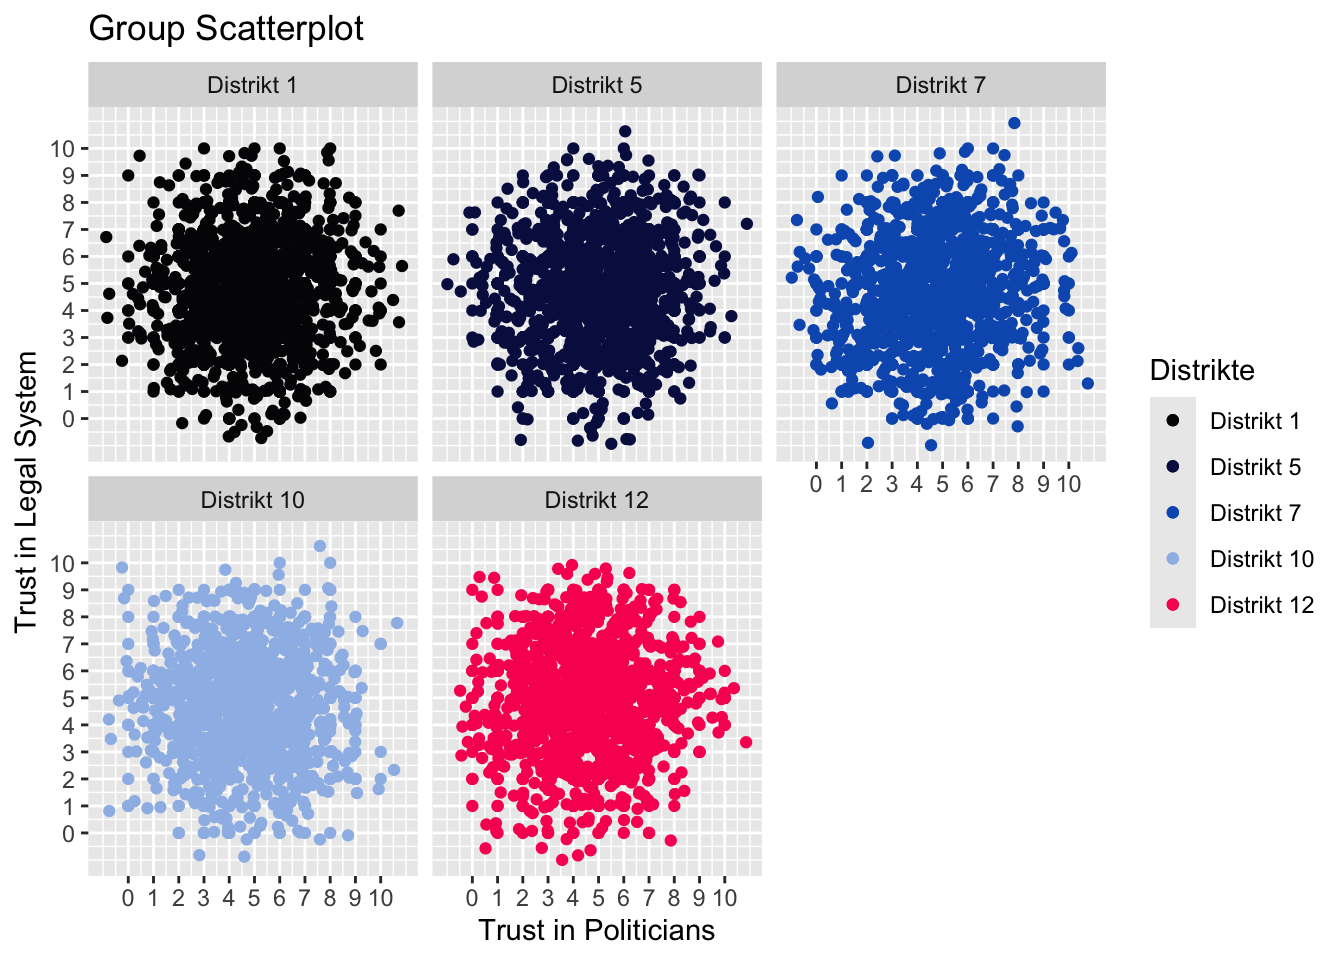 Group Scatterplot
Distrikt 1
Distrikt 5
Distrikt 7
10
9
8
7
6
5
4
3
2
1
0
0 1 2 3 4 5 6 7 8 9 10
Distrikt 10
Distrikt 12
10
9
8
7
6
5
4
3
2
1
0
0 1 2 3 4 5 6 7 8 9 10
0 1 2 3 4 5 6 7 8 9 10
Trust in Politicians
Trust in Legal System
Distrikte
Distrikt 1
Distrikt 5
Distrikt 7
Distrikt 10
Distrikt 12